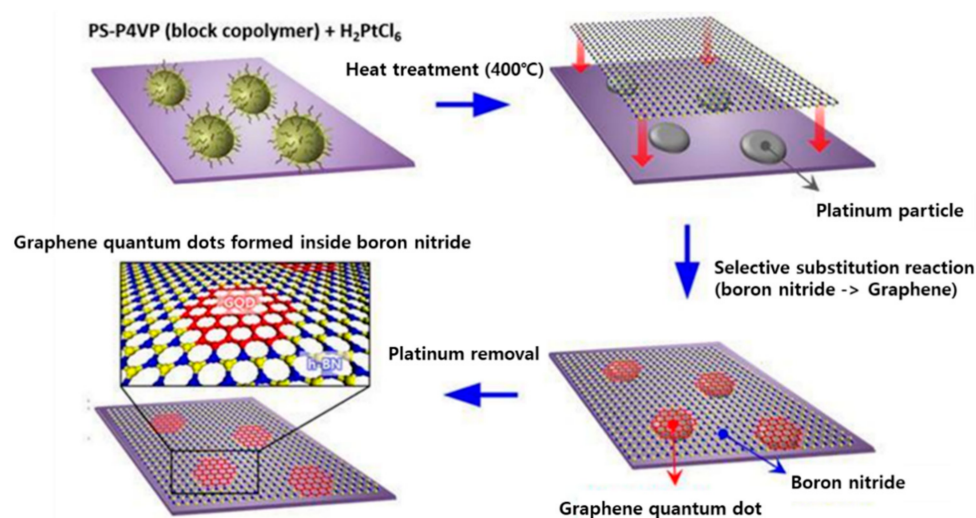 PS-P4VP (block copolymer) + H₂PtCl₆
Heat treatment (400℃)
Platinum particle
Selective substitution reaction
(boron nitride -> Graphene)
Graphene quantum dots formed inside boron nitride
GQD
h-BN
Platinum removal
Boron nitride
Graphene quantum dot